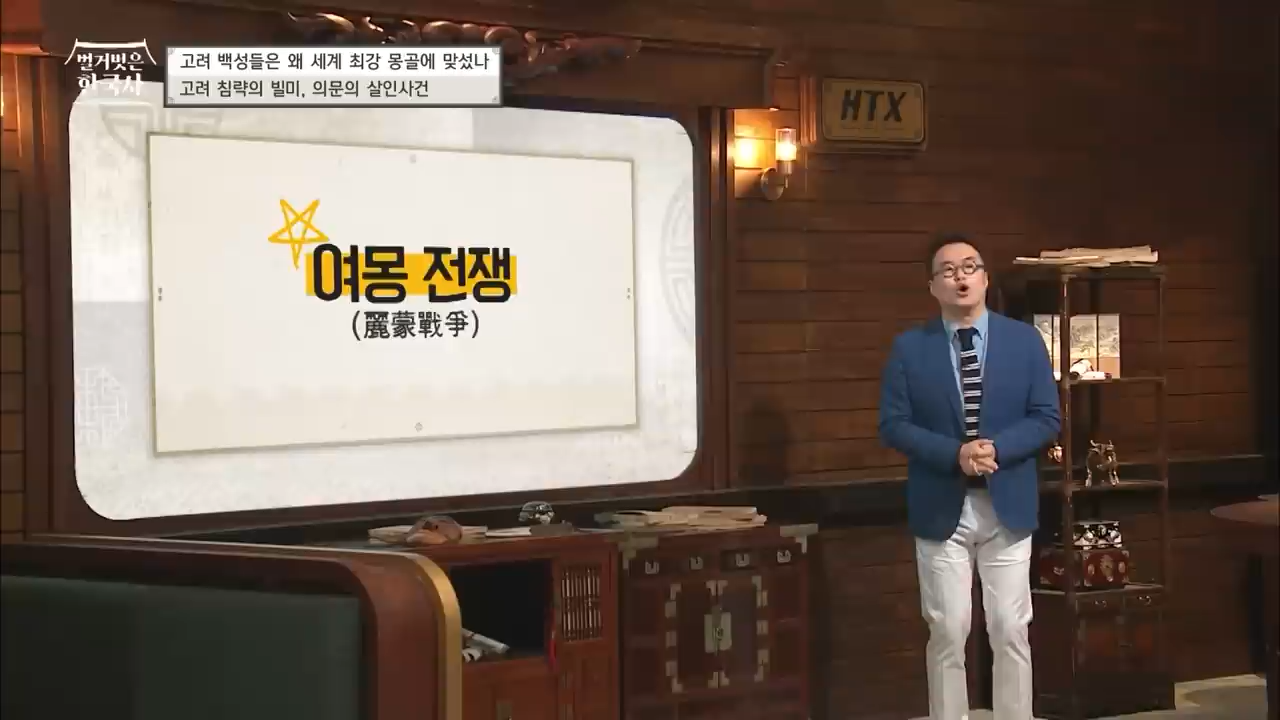 벌거벗은
한국사
고려 백성들은 왜 세계 최강 몽골에 맞섰나
고려 침략의 빌미, 의문의 살인사건
HTX
여몽 전쟁
(麗蒙戰爭)